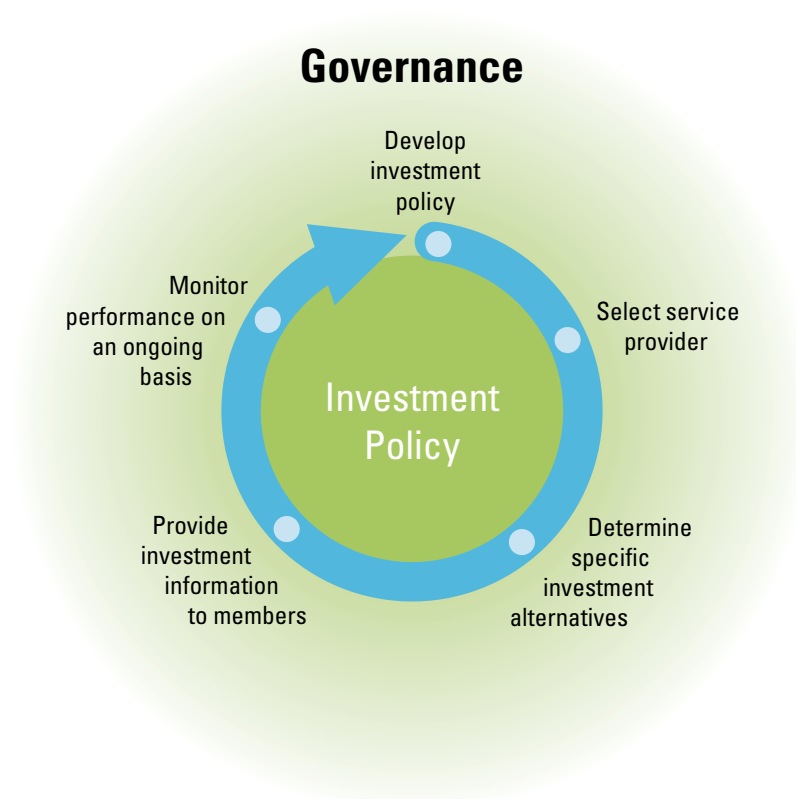 Governance
Develop
investment
policy
Select service
provider
Determine
specific
investment
alternatives
Provide
investment
information
to members
Monitor
performance on
an ongoing
basis
Investment
Policy